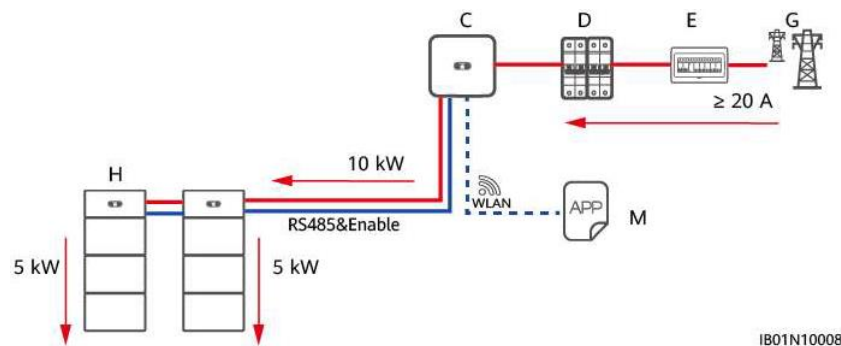 C D E G
≥ 20 A
10 kW
H
WLAN
APP M
RS485&Enable
5 kW 5 kW
IB01N10008